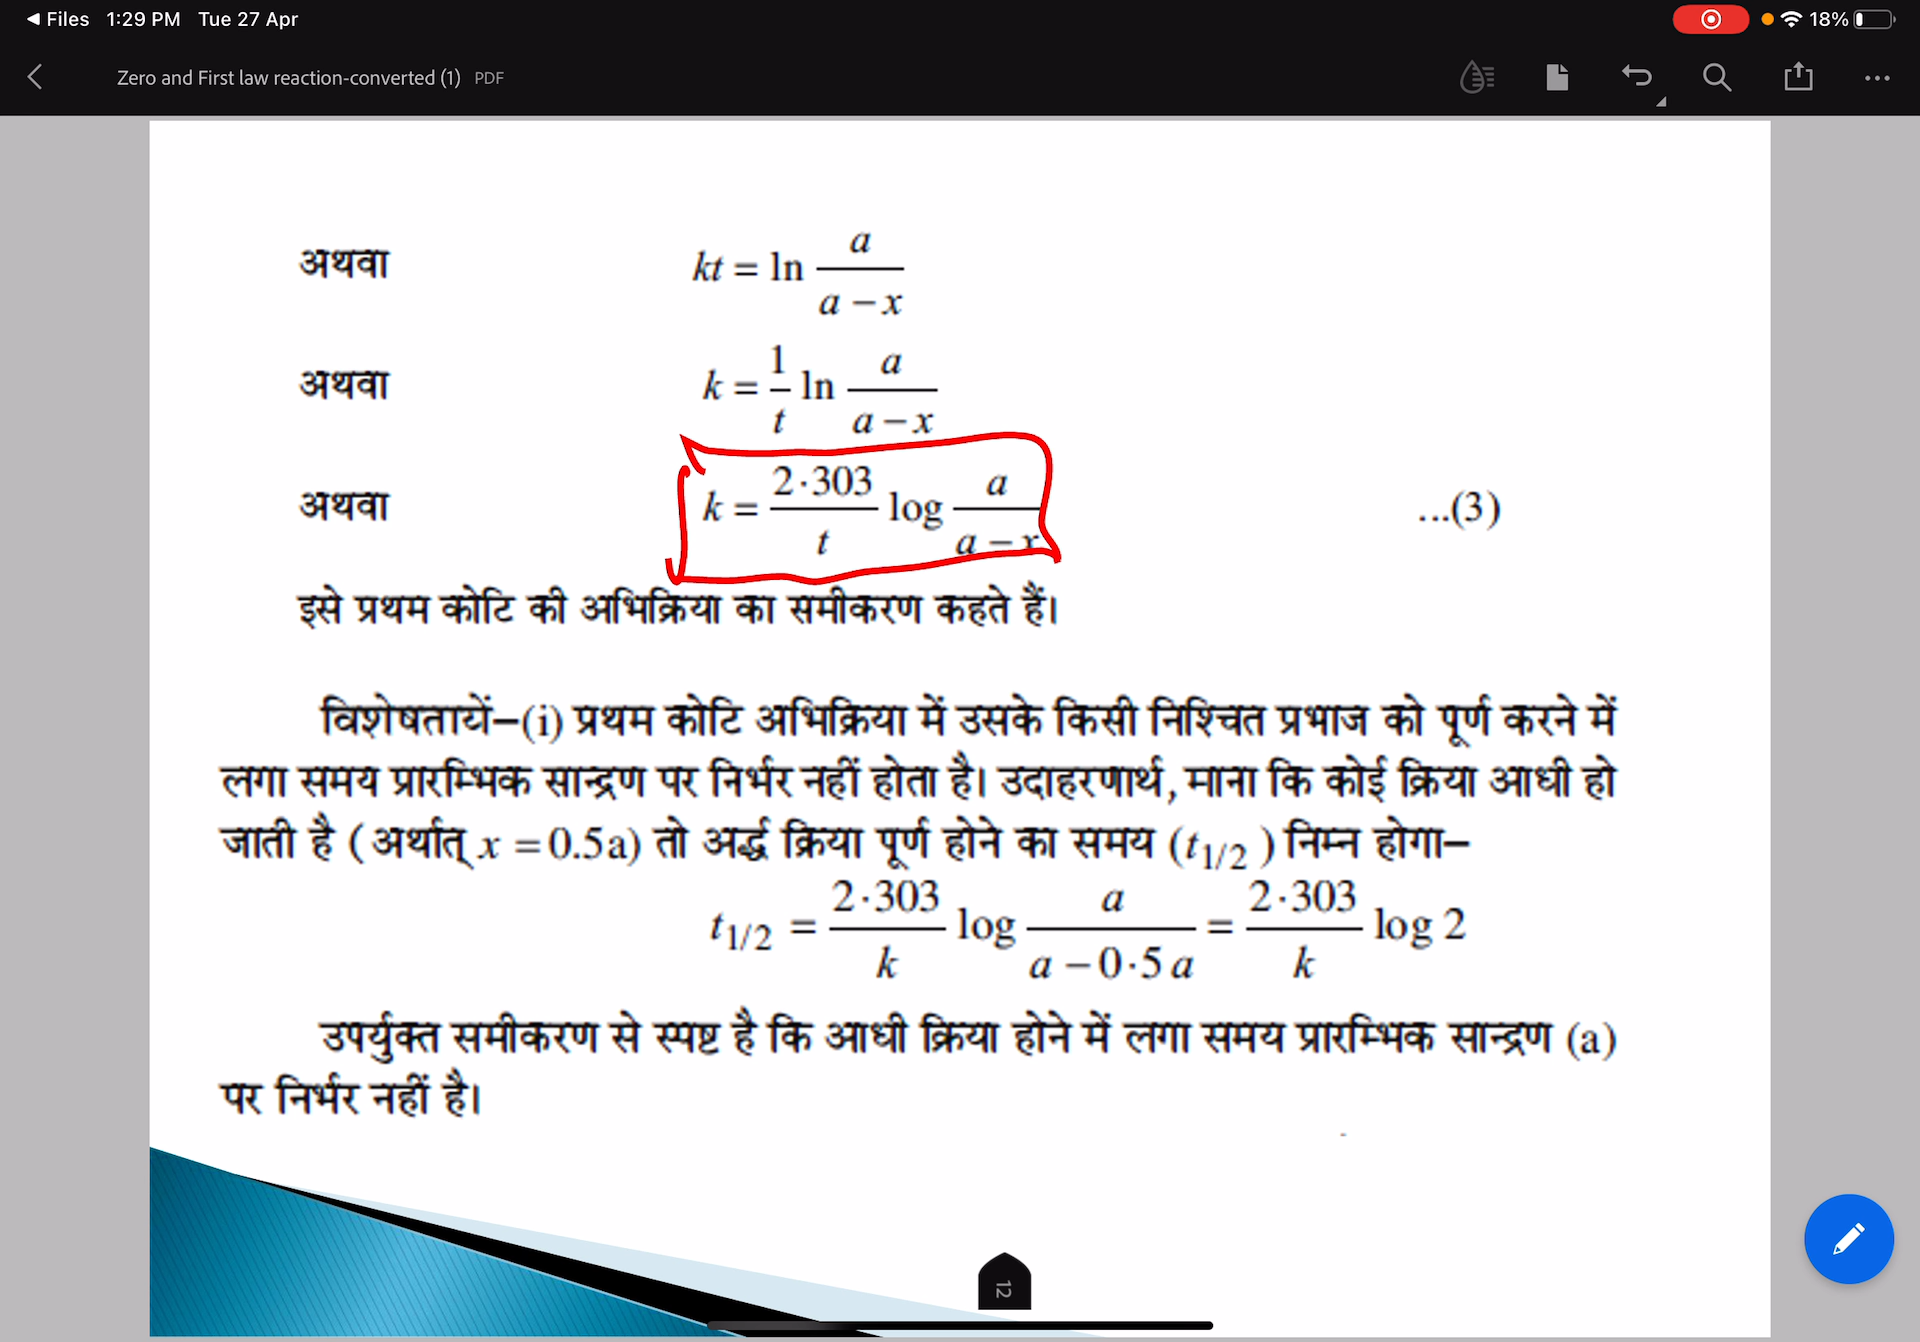 ◀ Files 1:29 PM Tue 27 Apr 18%
Zero and First law reaction-converted (1) PDF
अथवा kt = ln a/(a – x)
अथवा k = 1/t ln a/(a – x)
अथवा k = 2·303/t log a/(a – x) ...(3)
इसे प्रथम कोटि की अभिक्रिया का समीकरण कहते हैं।
विशेषतायें–(i) प्रथम कोटि अभिक्रिया में उसके किसी निश्चित प्रभाज को पूर्ण करने में
लगा समय प्रारम्भिक सान्द्रण पर निर्भर नहीं होता है। उदाहरणार्थ, माना कि कोई क्रिया आधी हो
जाती है (अर्थात् x = 0.5a) तो अर्द्ध क्रिया पूर्ण होने का समय (t1/2) निम्न होगा–
t1/2 = 2·303/k log a/(a – 0·5 a) = 2·303/k log 2
उपर्युक्त समीकरण से स्पष्ट है कि आधी क्रिया होने में लगा समय प्रारम्भिक सान्द्रण (a)
पर निर्भर नहीं है।
12